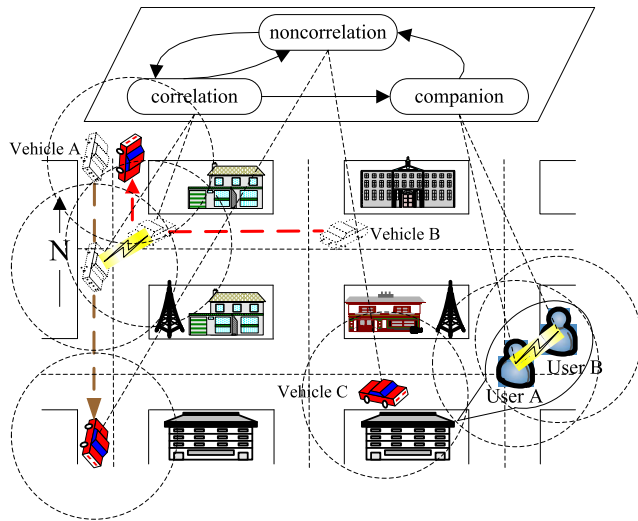 noncorrelation
correlation
companion
Vehicle A
Vehicle B
N
Vehicle C
User B
User A